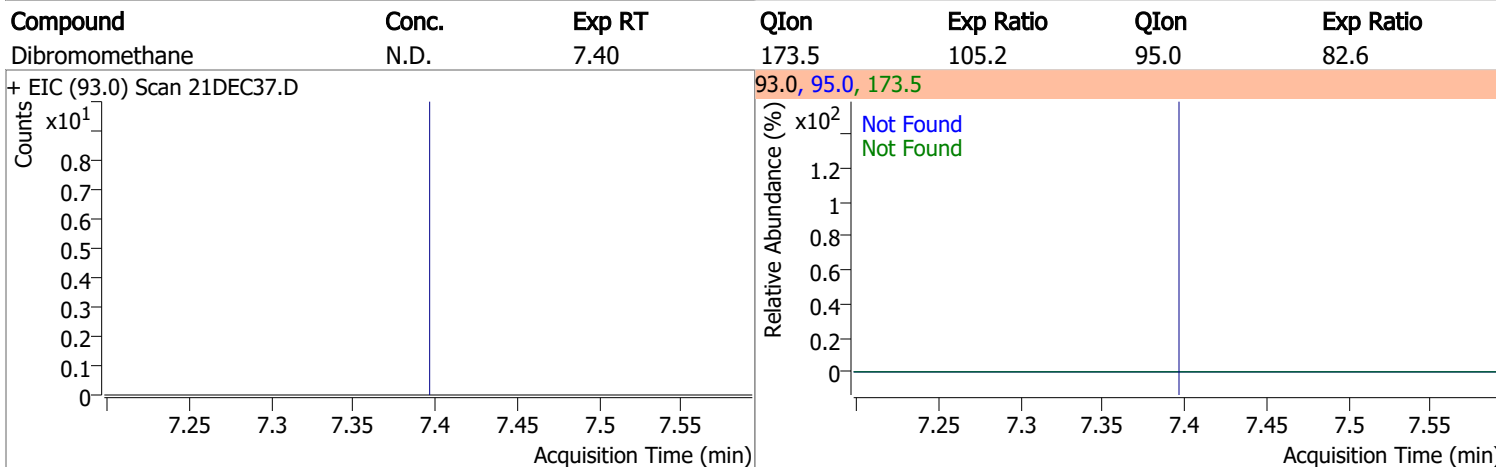 Compound Conc. Exp RT QIon Exp Ratio QIon Exp Ratio
Dibromomethane N.D. 7.40 173.5 105.2 95.0 82.6
+ EIC (93.0) Scan 21DEC37.D
Counts
x101
0.8
0.7
0.6
0.5
0.4
0.3
0.2
0.1
0
7.25 7.3 7.35 7.4 7.45 7.5 7.55
Acquisition Time (min)
93.0, 95.0, 173.5
Relative Abundance (%)
x102
Not Found
Not Found
1.2
1
0.8
0.6
0.4
0.2
0
7.25 7.3 7.35 7.4 7.45 7.5 7.55
Acquisition Time (min)